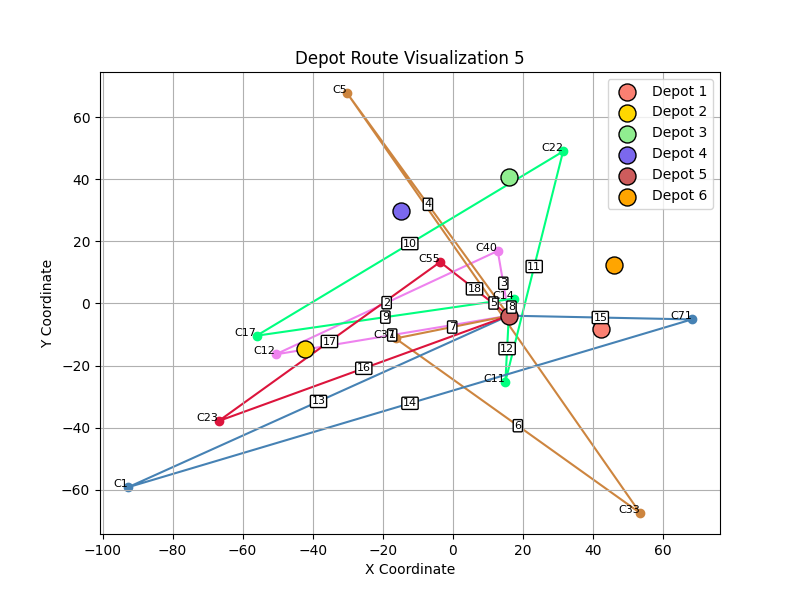 Depot Route Visualization 5
Y Coordinate
X Coordinate
60
40
20
0
−20
−40
−60
−100
−80
−60
−40
−20
0
20
40
60
Depot 1
Depot 2
Depot 3
Depot 4
Depot 5
Depot 6
C5
C22
C40
C55
C14
C17
C12
C71
C11
C23
C1
C33
4
10
11
3
18
2
5
8
9
15
7
17
12
16
13
14
6